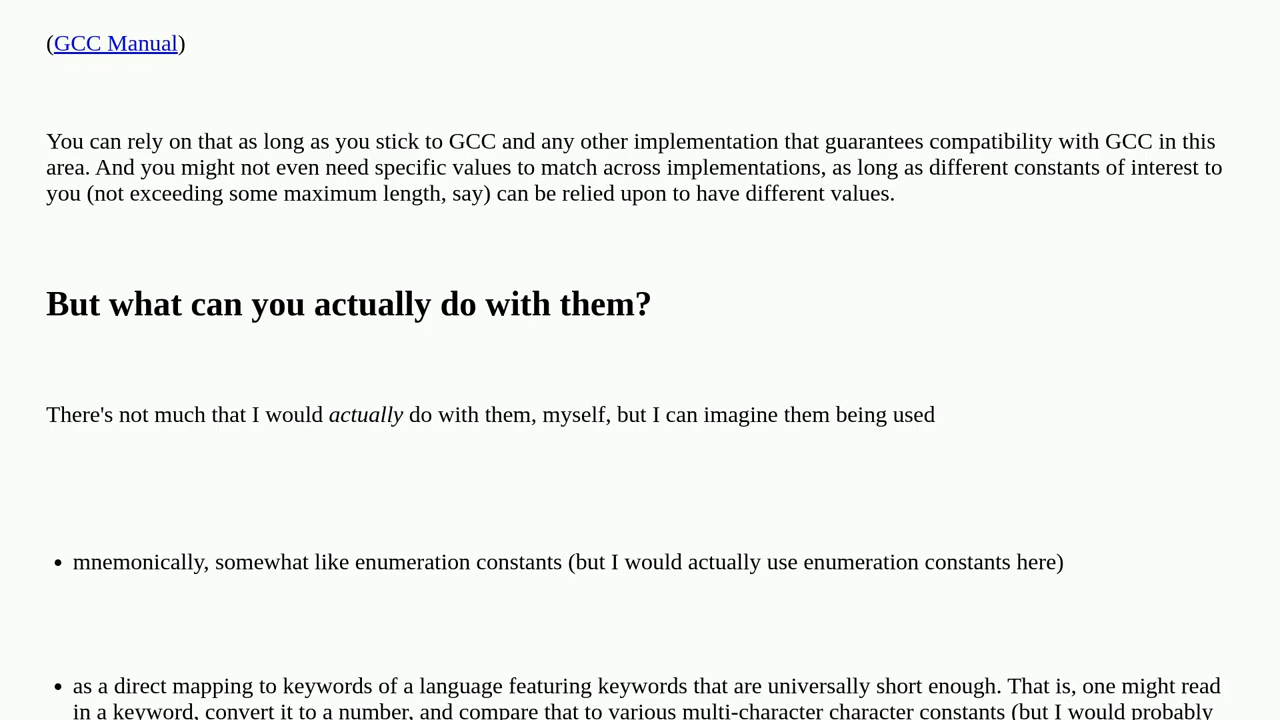 (GCC Manual)
You can rely on that as long as you stick to GCC and any other implementation that guarantees compatibility with GCC in this
area. And you might not even need specific values to match across implementations, as long as different constants of interest to
you (not exceeding some maximum length, say) can be relied upon to have different values.
But what can you actually do with them?
There's not much that I would actually do with them, myself, but I can imagine them being used
• mnemonically, somewhat like enumeration constants (but I would actually use enumeration constants here)
• as a direct mapping to keywords of a language featuring keywords that are universally short enough. That is, one might read
in a keyword, convert it to a number, and compare that to various multi-character character constants (but I would probably